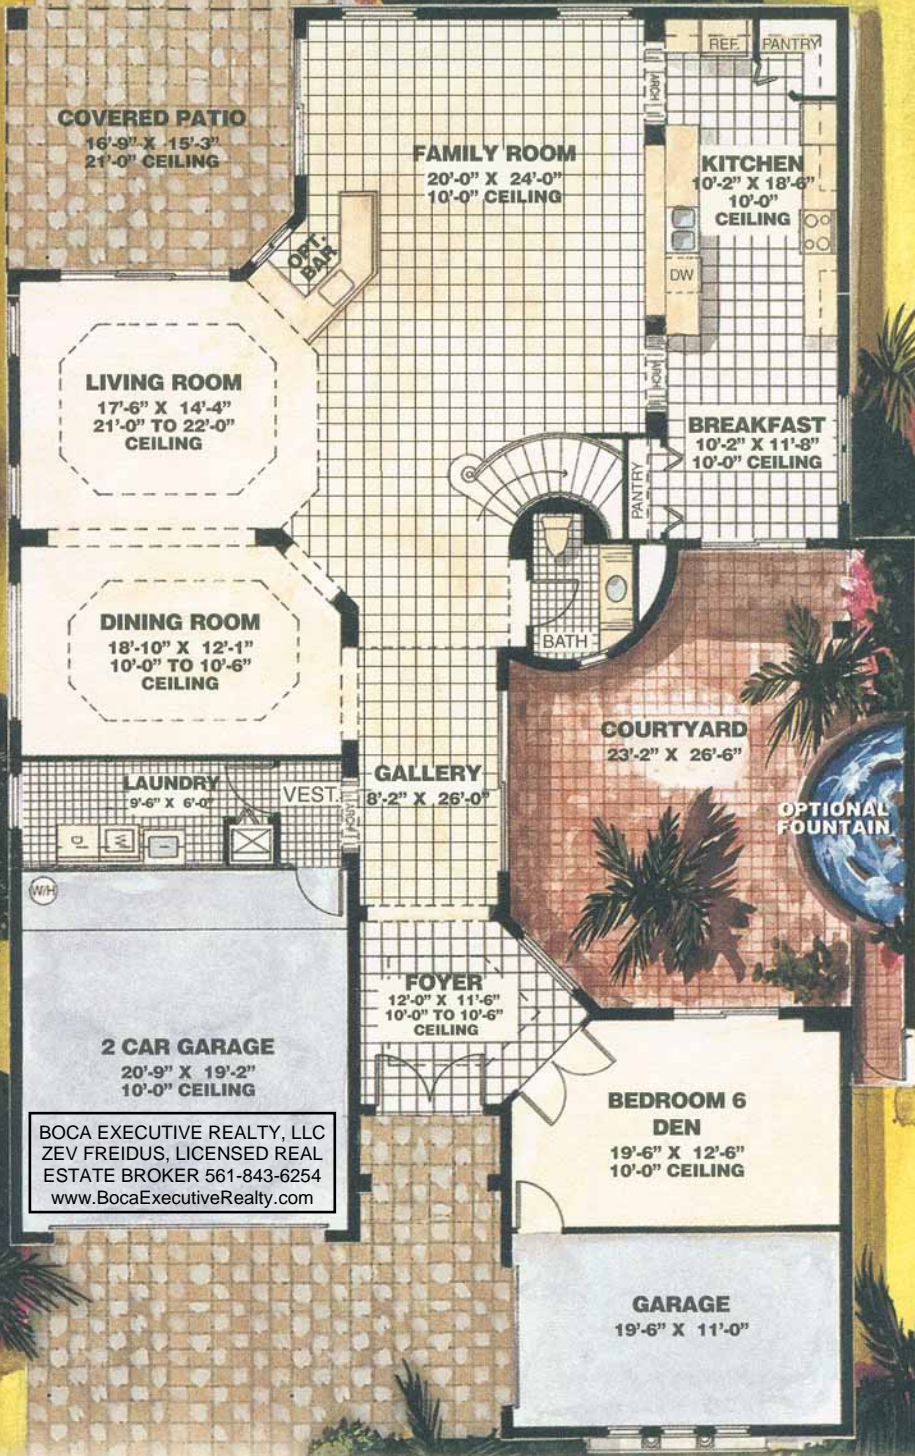 COVERED PATIO
16'-9" X 15'-3"
21'-0" CEILING
FAMILY ROOM
20'-0" X 24'-0"
10'-0" CEILING
REF.
PANTRY
ARCH
KITCHEN
10'-2" X 18'-6"
10'-0"
CEILING
OPT.
BAR
DW
LIVING ROOM
17'-6" X 14'-4"
21'-0" TO 22'-0"
CEILING
ARCH
BREAKFAST
10'-2" X 11'-8"
10'-0" CEILING
PANTRY
DINING ROOM
18'-10" X 12'-1"
10'-0" TO 10'-6"
CEILING
BATH
COURTYARD
23'-2" X 26'-6"
LAUNDRY
9'-6" X 6'-0"
VEST.
ARCH
GALLERY
8'-2" X 26'-0"
OPTIONAL
FOUNTAIN
D
W
W/H
FOYER
12'-0" X 11'-6"
10'-0" TO 10'-6"
CEILING
2 CAR GARAGE
20'-9" X 19'-2"
10'-0" CEILING
BOCA EXECUTIVE REALTY, LLC
ZEV FREIDUS, LICENSED REAL
ESTATE BROKER 561-843-6254
www.BocaExecutiveRealty.com
BEDROOM 6
DEN
19'-6" X 12'-6"
10'-0" CEILING
GARAGE
19'-6" X 11'-0"